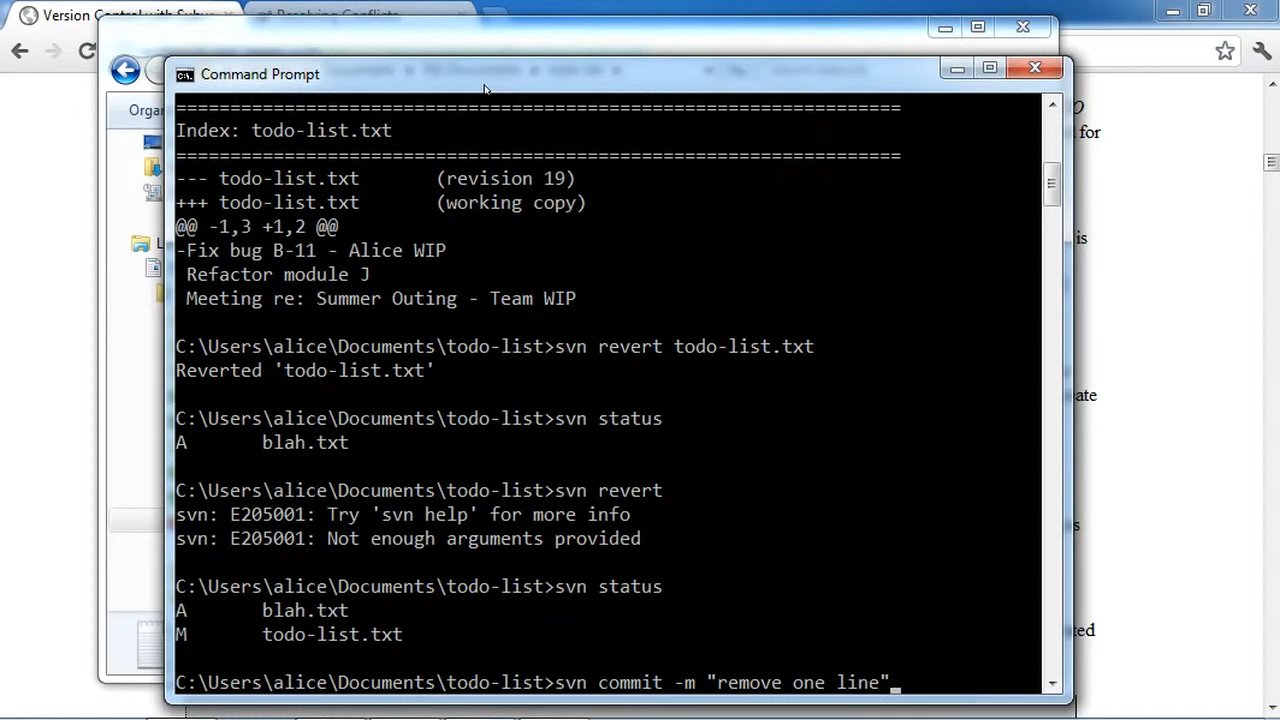 Version Control with Subv
Resolving Conflicts
Command Prompt
Organ
for
is
ate
s
ted
================================================================================
Index: todo-list.txt
================================================================================
--- todo-list.txt (revision 19)
+++ todo-list.txt (working copy)
@@ -1,3 +1,2 @@
-Fix bug B-11 - Alice WIP
Refactor module J
Meeting re: Summer Outing - Team WIP
C:\Users\alice\Documents\todo-list>svn revert todo-list.txt
Reverted 'todo-list.txt'
C:\Users\alice\Documents\todo-list>svn status
A blah.txt
C:\Users\alice\Documents\todo-list>svn revert
svn: E205001: Try 'svn help' for more info
svn: E205001: Not enough arguments provided
C:\Users\alice\Documents\todo-list>svn status
A blah.txt
M todo-list.txt
C:\Users\alice\Documents\todo-list>svn commit -m "remove one line"